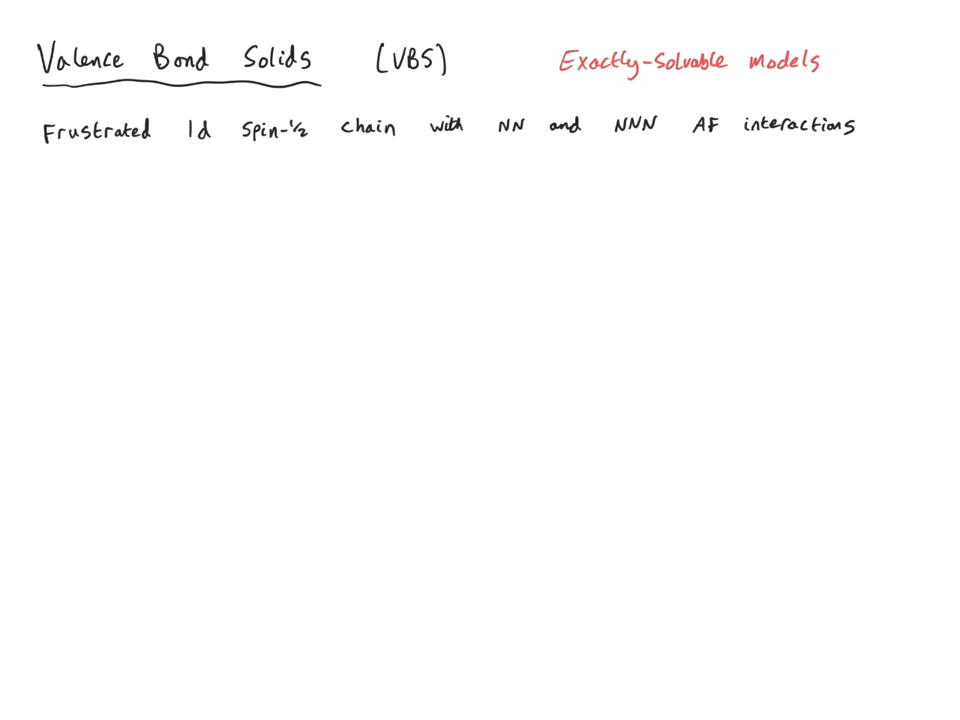 Valence Bond Solids (VBS) Exactly-Solvable Models
Frustrated 1d spin-½ chain with NN and NNN AF interactions